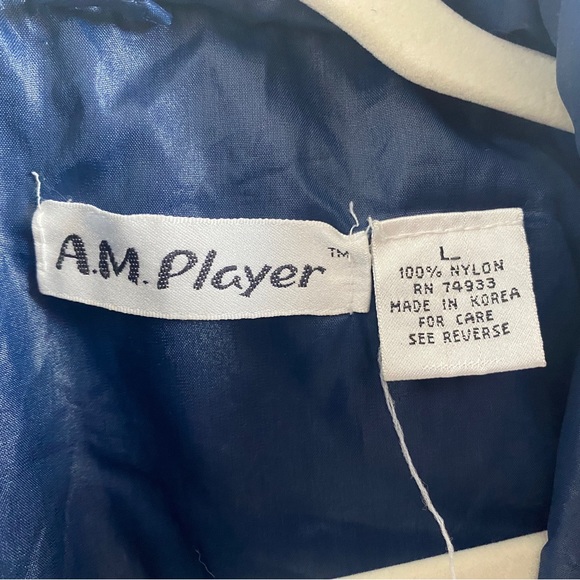 A.M. Player™
L
100% NYLON
RN 74933
MADE IN KOREA
FOR CARE
SEE REVERSE